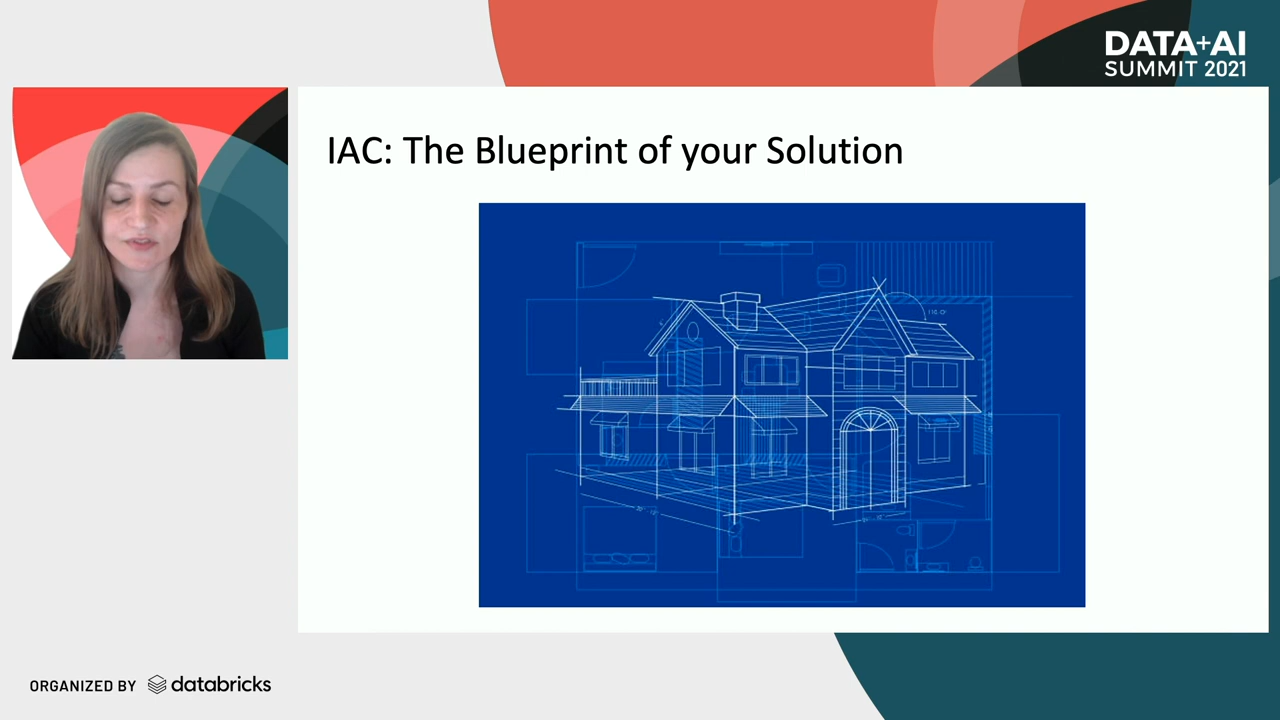 DATA+AI
SUMMIT 2021
IAC: The Blueprint of your Solution
ORGANIZED BY databricks